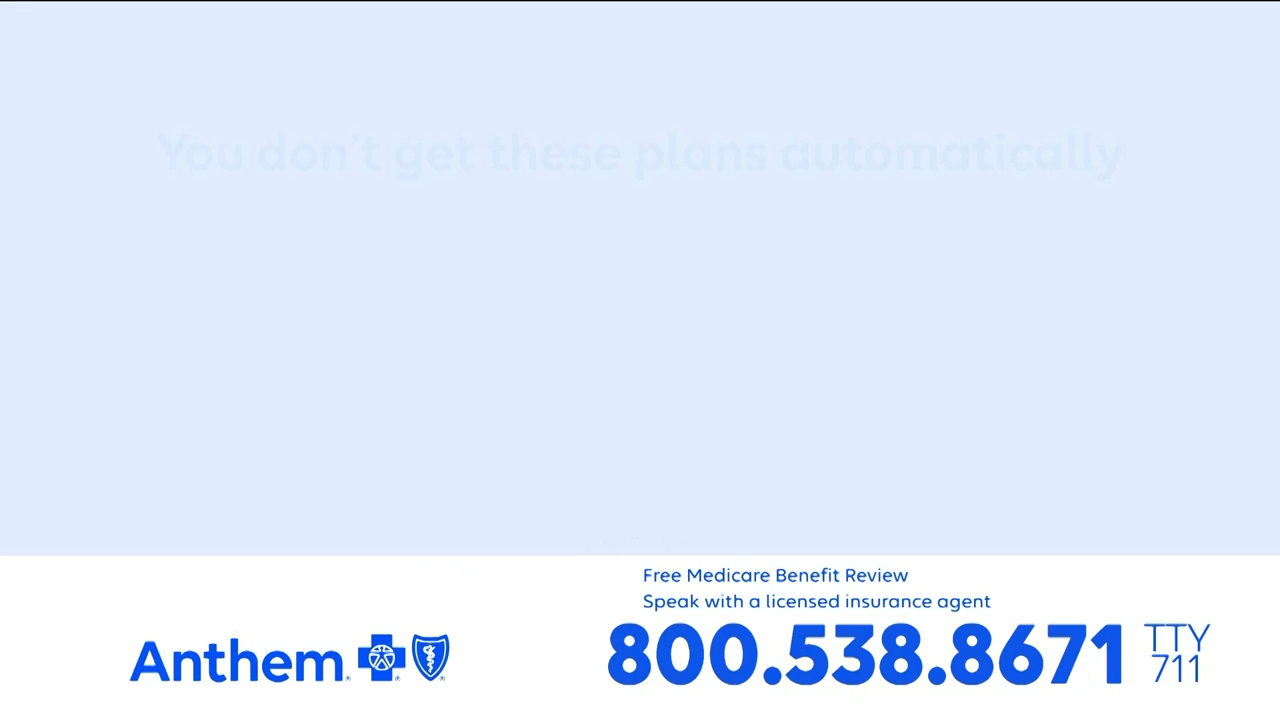 You don't get these plans automatically
Free Medicare Benefit Review
Speak with a licensed insurance agent
Anthem
800.538.8671
TTY
711